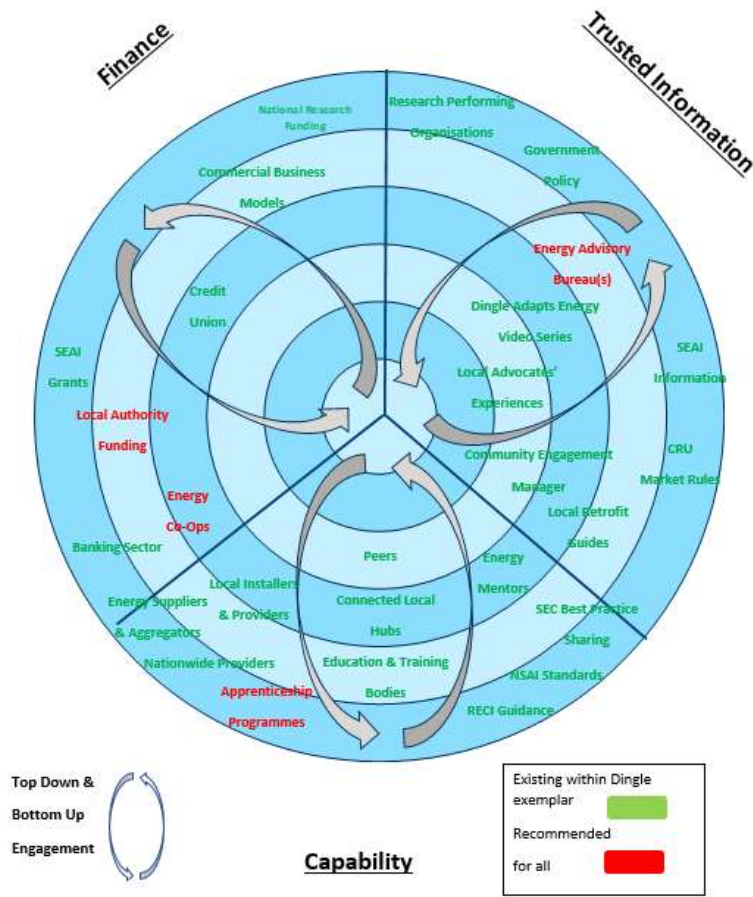 Finance
Trusted Information
National Research
Funding
Research Performing
Organisations
Government
Policy
Commercial Business
Models
Energy Advisory
Bureau(s)
Credit
Union
Dingle Adapts Energy
Video Series
SEAI
Grants
SEAI
Information
Local Advocates'
Experiences
Local Authority
Funding
CRU
Market Rules
Community Engagement
Manager
Energy
Co-Ops
Local Retrofit
Guides
Banking Sector
Peers
Energy
Mentors
Local Installers
& Providers
Connected Local
Hubs
Energy Suppliers
& Aggregators
SEC Best Practice
Sharing
Nationwide Providers
Education & Training
Bodies
NSAI Standards
Apprenticeship
Programmes
RECI Guidance
Top Down &
Bottom Up
Engagement
Capability
Existing within Dingle
exemplar
Recommended
for all